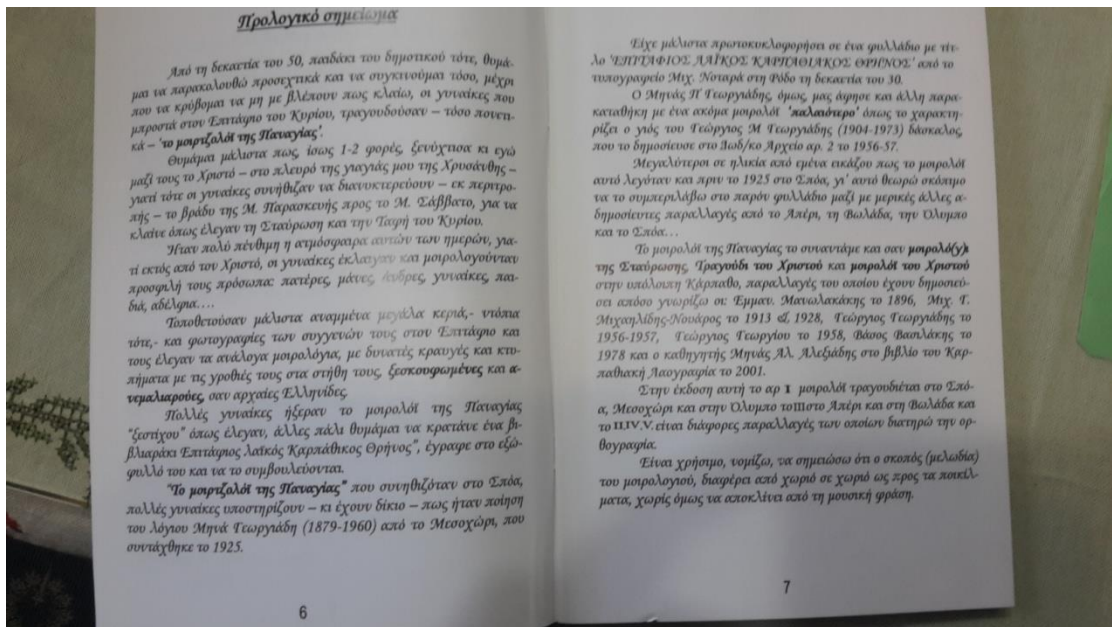 Προλογικό σημείωμα
Από τη δεκαετία του 50, παιδάκι του δημοτικού τότε, θυμά-
μαι να παρακολουθώ προσεχτικά και να συγκινούμαι τόσο, μέχρι
που να κρύβομαι να μη με βλέπουν πως κλαίω, οι γυναίκες που
μπροστά στον Επιτάφιο του Κυρίου, τραγουδούσαν – τόσο πονετι-
κά – 'το μοιρτζολόϊ της Παναγίας'.
Θυμάμαι μάλιστα πως, ίσως 1-2 φορές, ξενύχτισα κι εγώ
μαζί τους το Χριστό – στο πλευρό της γιαγιάς μου της Χρυσάνθης –
γιατί τότε οι γυναίκες συνήθιζαν να διανυκτερεύουν – εκ περιτρο-
πής – το βράδυ της Μ. Παρασκευής προς το Μ. Σάββατο, για να
κλαίνε όπως έλεγαν τη Σταύρωση και την Ταφή του Κυρίου.
Ήταν πολύ πένθιμη η ατμόσφαιρα αυτών των ημερών, για-
τί εκτός από τον Χριστό, οι γυναίκες έκλαιγαν και μοιρολογούνταν
προσφιλή τους πρόσωπα: πατέρες, μάνες, άνδρες, γυναίκες, παι-
διά, αδέλφια….
Τοποθετούσαν μάλιστα αναμμένα μεγάλα κεριά,- ντόπια
τότε,- και φωτογραφίες των συγγενών τους στον Επιτάφιο και
τους έλεγαν τα ανάλογα μοιρολόγια, με δυνατές κραυγές και κτυ-
πήματα με τις γροθιές τους στα στήθη τους, ξεσκουφωμένες και α-
νεμαλιαρούες, σαν αρχαίες Ελληνίδες.
Πολλές γυναίκες ήξεραν το μοιρολόϊ της Παναγίας
"ξεστίχου" όπως έλεγαν, άλλες πάλι θυμάμαι να κρατάνε ένα βι-
βλιαράκι Επιτάφιος λαϊκός Καρπάθικος Θρήνος", έγραφε στο εξώ-
φυλλό του και να το συμβουλεύονται.
"Το μοιρτζολόϊ της Παναγίας" που συνηθιζόταν στο Σπόα,
πολλές γυναίκες υποστηρίζουν – κι έχουν δίκιο – πως ήταν ποίηση
του λόγιου Μηνά Γεωργιάδη (1879-1960) από το Μεσοχώρι, που
συντάχθηκε το 1925.
6
Είχε μάλιστα πρωτοκυκλοφορήσει σε ένα φυλλάδιο με τίτ-
λο 'ΕΠΙΤΑΦΙΟΣ ΛΑΪΚΟΣ ΚΑΡΠΑΘΙΑΚΟΣ ΘΡΗΝΟΣ' από το
τυπογραφείο Μιχ. Νοταρά στη Ρόδο τη δεκαετία του 30.
Ο Μηνάς Π Γεωργιάδης, όμως, μας άφησε και άλλη παρα-
καταθήκη με ένα ακόμα μοιρολόϊ 'παλαιότερο' όπως το χαρακτη-
ρίζει ο γιός του Γεώργιος Μ Γεωργιάδης (1904-1973) δάσκαλος,
που το δημοσίευσε στο Δωδ/κο Αρχείο αρ. 2 το 1956-57.
Μεγαλύτεροι σε ηλικία από εμένα εικάζου πως το μοιρολόϊ
αυτό λεγόταν και πριν το 1925 στο Σπόα, γι' αυτό θεωρώ σκόπιμο
να το συμπεριλάβω στο παρόν φυλλάδιο μαζί με μερικές άλλες α-
δημοσίευτες παραλλαγές από το Απέρι, τη Βωλάδα, την Όλυμπο
και το Σπόα…
Το μοιρολόϊ της Παναγίας το συναντάμε και σαν μοιρολό(γ)ι
της Σταύρωσης, Τραγούδι του Χριστού και μοιρολόϊ του Χριστού
στην υπόλοιπη Κάρπαθο, παραλλαγές του οποίου έχουν δημοσιεύ-
σει απόσο γνωρίζω οι: Εμμαν. Μανωλακάκης το 1896, Μιχ. Γ.
Μιχαηλίδης-Νουάρος το 1913 & 1928, Γεώργιος Γεωργιάδης το
1956-1957, Γεώργιος Γεωργίου το 1958, Βάσος Βασιλάκης το
1978 και ο καθηγητής Μηνάς Αλ. Αλεξιάδης στο βιβλίο του Καρ-
παθιακή Λαογραφία το 2001.
Στην έκδοση αυτή το αρ I μοιρολόϊ τραγουδιέται στο Σπό-
α, Μεσοχώρι και στην Όλυμπο το III στο Απέρι και στη Βωλάδα και
το II.IV.V. είναι διάφορες παραλλαγές των οποίων διατηρώ την ορ-
θογραφία.
Είναι χρήσιμο, νομίζω, να σημειώσω ότι ο σκοπός (μελωδία)
του μοιρολογιού, διαφέρει από χωριό σε χωριό ως προς τα ποικίλ-
ματα, χωρίς όμως να αποκλίνει από τη μουσική φράση.
7